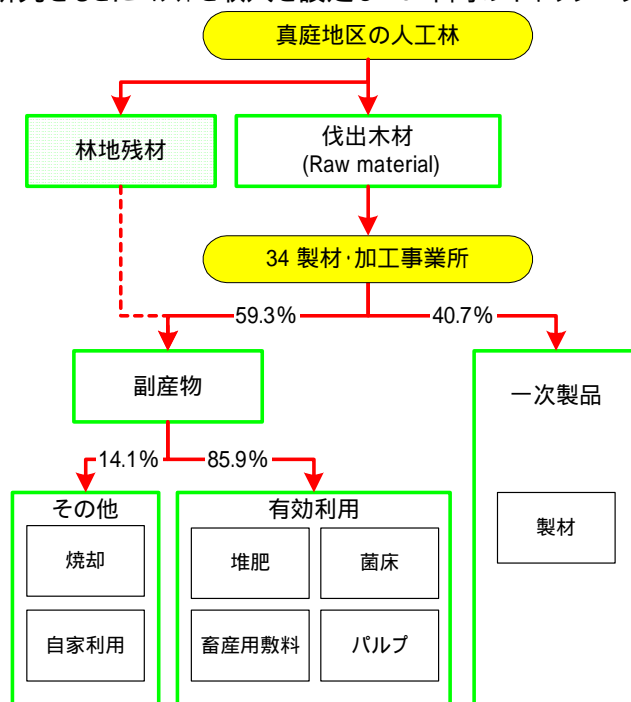 真庭地区の人工林
林地残材
伐出木材
(Raw material)
34 製材･加工事業所
59.3%
40.7%
副産物
一次製品
14.1%
85.9%
その他
有効利用
焼却
堆肥
菌床
製材
自家利用
畜産用敷料
パルプ